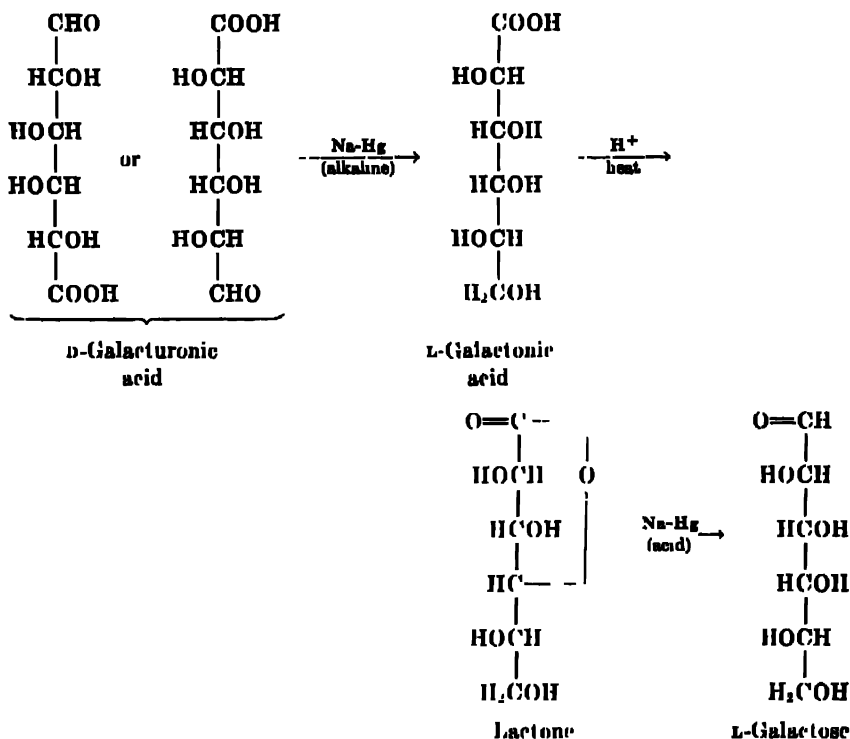 CHO COOH COOH
HCOH HOCH HOCH
HOCH or HCOH Na-Hg (alkaline) HCOH H+ heat
HOCH HCOH HCOH
HCOH HOCH HOCH
COOH CHO H₂COH
D-Galacturonic acid L-Galactonic acid
O=C O=CH
HOCH O HOCH
HCOH Na-Hg (acid) HCOH
HC HCOH
HOCH HOCH
H₂COH H₂COH
Lactone L-Galactose